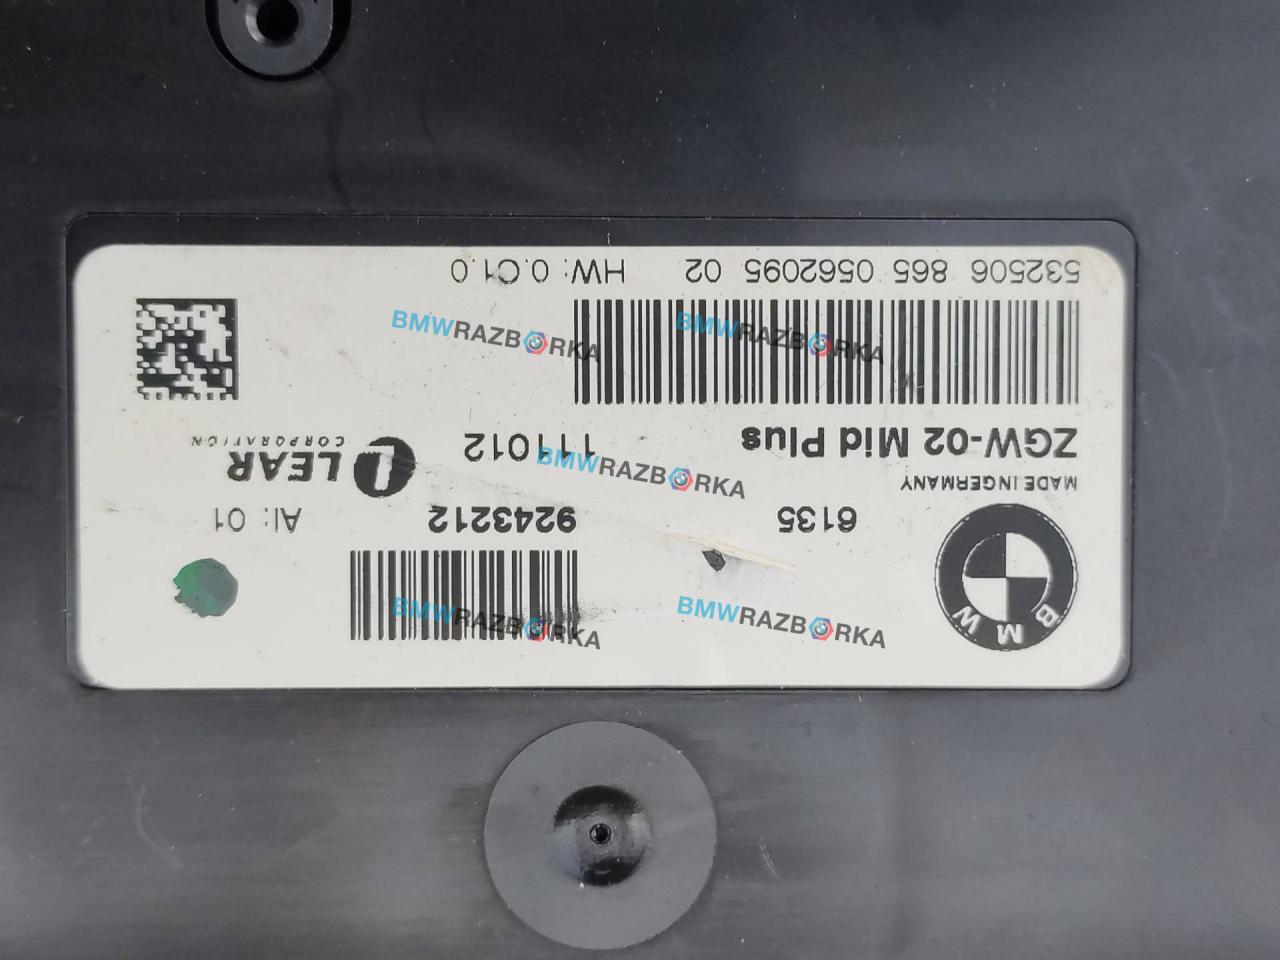 B M W
6135
9243212
AI: 01
MADE IN GERMANY
ZGW-02 Mid Plus
111012
LEAR
CORPORATION
532506 865 0562095 02 HW: 0.C1.0
BMWRAZBORKA
BMWRAZBORKA
BMWRAZBORKA
BMWRAZBORKA
BMWRAZBORKA